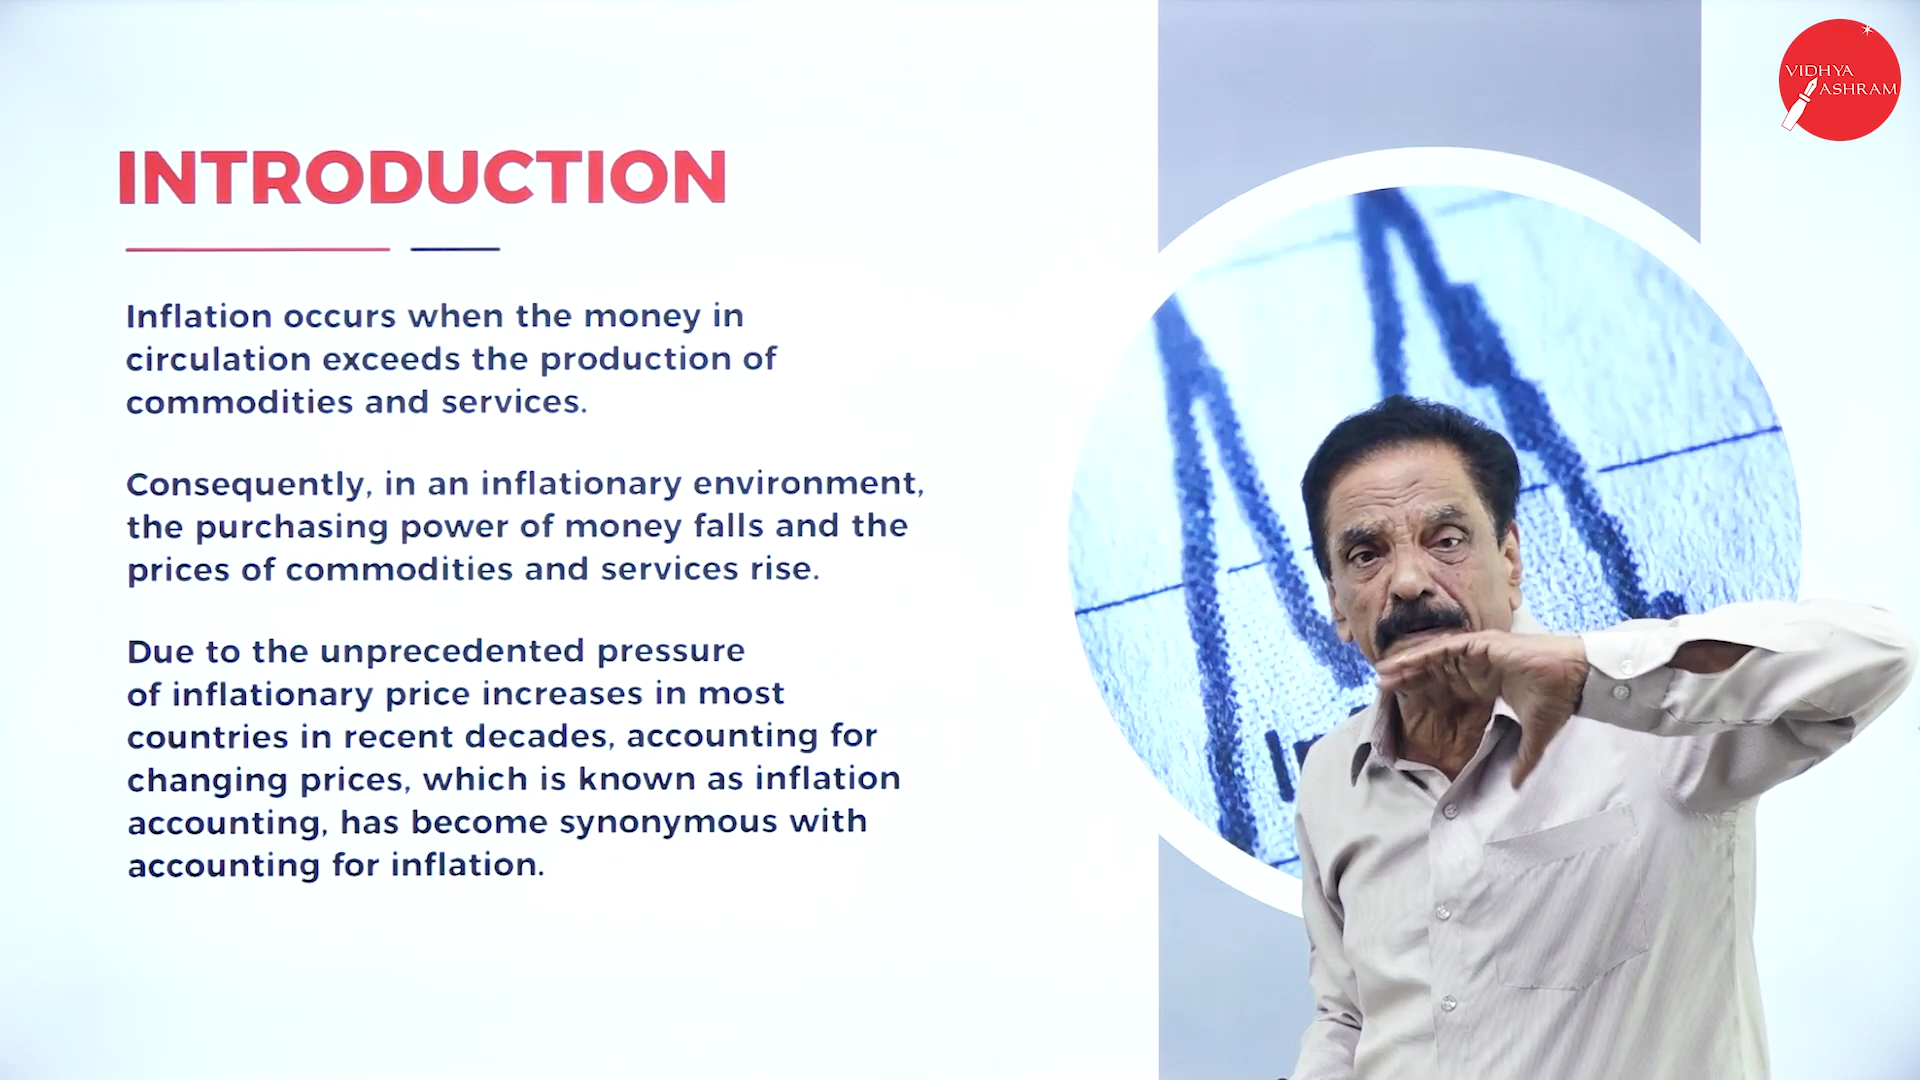 VIDHYA
ASHRAM
INTRODUCTION
Inflation occurs when the money in
circulation exceeds the production of
commodities and services.
Consequently, in an inflationary environment,
the purchasing power of money falls and the
prices of commodities and services rise.
Due to the unprecedented pressure
of inflationary price increases in most
countries in recent decades, accounting for
changing prices, which is known as inflation
accounting, has become synonymous with
accounting for inflation.